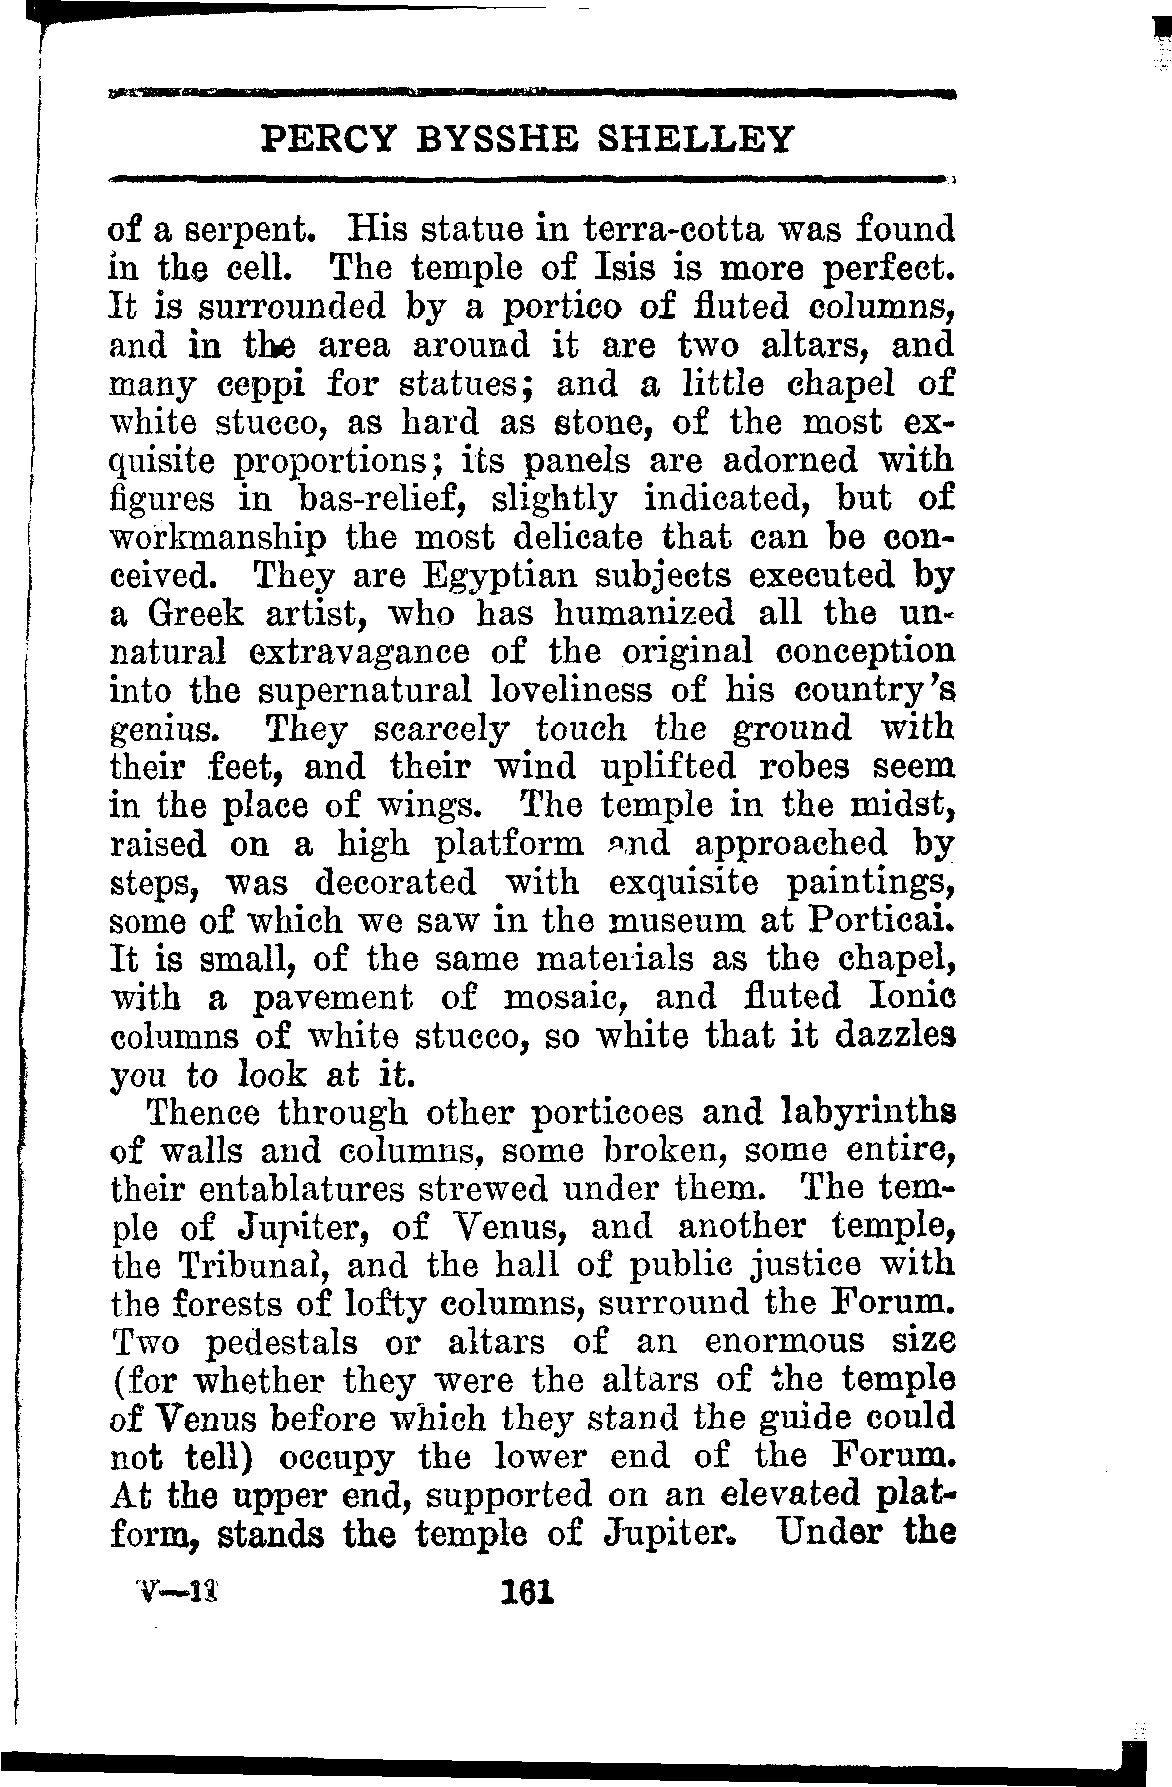 PERCY BYSSHE SHELLEY
of a serpent. His statue in terra-cotta was found
in the cell. The temple of Isis is more perfect.
It is surrounded by a portico of fluted columns,
and in the area around it are two altars, and
many ceppi for statues; and a little chapel of
white stucco, as hard as stone, of the most ex-
quisite proportions; its panels are adorned with
figures in bas-relief, slightly indicated, but of
workmanship the most delicate that can be con-
ceived. They are Egyptian subjects executed by
a Greek artist, who has humanized all the un-
natural extravagance of the original conception
into the supernatural loveliness of his country's
genius. They scarcely touch the ground with
their feet, and their wind uplifted robes seem
in the place of wings. The temple in the midst,
raised on a high platform and approached by
steps, was decorated with exquisite paintings,
some of which we saw in the museum at Porticai.
It is small, of the same materials as the chapel,
with a pavement of mosaic, and fluted Ionic
columns of white stucco, so white that it dazzles
you to look at it.
Thence through other porticoes and labyrinths
of walls and columns, some broken, some entire,
their entablatures strewed under them. The tem-
ple of Jupiter, of Venus, and another temple,
the Tribunal, and the hall of public justice with
the forests of lofty columns, surround the Forum.
Two pedestals or altars of an enormous size
(for whether they were the altars of the temple
of Venus before which they stand the guide could
not tell) occupy the lower end of the Forum.
At the upper end, supported on an elevated plat-
form, stands the temple of Jupiter. Under the
V—11 161